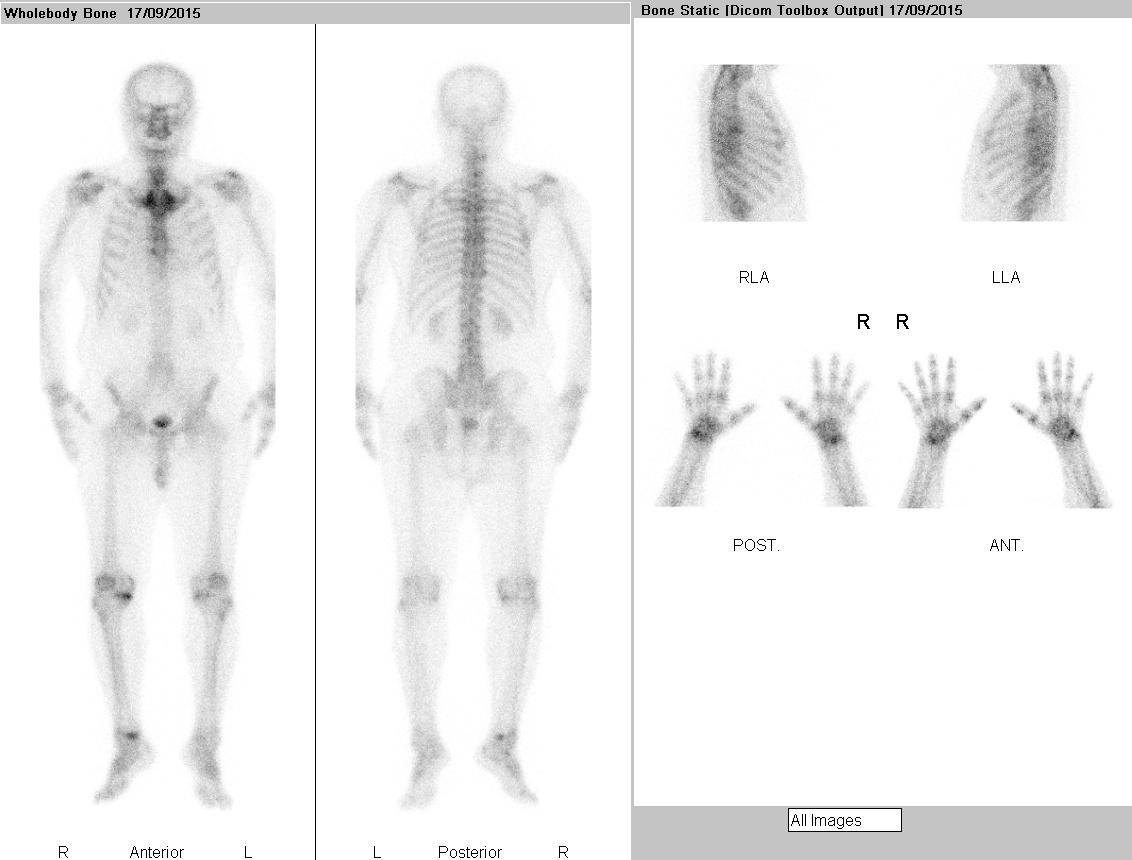 Wholebody Bone 17/09/2015
Bone Static [Dicom Toolbox Output] 17/09/2015
RLA
LLA
R R
POST.
ANT.
All Images
R Anterior L
L Posterior R